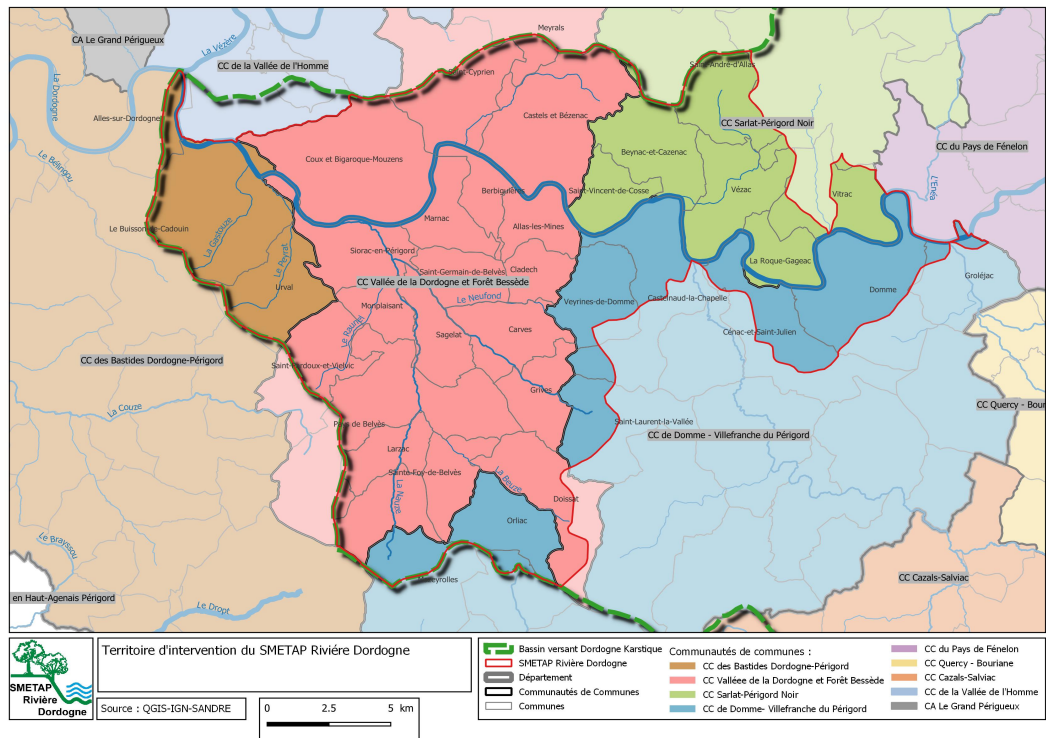 Meyrals
CA Le Grand Périgueux
La Vézère
CC de la Vallée de l'Homme
Saint-Cyprien
Saint-André-d'Allas
La Dordogne
Alles-sur-Dordogne
Castels et Bézenac
CC Sarlat-Périgord Noir
CC du Pays de Fénelon
Le Bélingou
Coux et Bigaroque-Mouzens
Beynac-et-Cazenac
L'Enéa
Berbiguières
Saint-Vincent-de-Cosse
Vézac
Vitrac
Marnac
Allas-les-Mines
Le Buisson-de-Cadouin
La Gentouze
Siorac-en-Périgord
La Roque-Gageac
Le Peyrat
Saint-Germain-de-Belvès
Cladech
Groléjac
CC Vallée de la Dordogne et Forêt Bessède
Urval
Domme
Le Neufond
Veyrines-de-Domme
Castelnaud-la-Chapelle
Monplaisant
Le Raunel
Sagelat
Carves
Cénac-et-Saint-Julien
CC des Bastides Dordogne-Périgord
Saint-Pardoux-et-Vielvic
Grives
La Couze
CC Quercy - Bour
Pays de Belvès
Saint-Laurent-la-Vallée
CC de Domme - Villefranche du Périgord
Larzac
Sainte-Foy-de-Belvès
La Nauze
La Beuze
Doissat
Orliac
Le Brayssou
CC Cazals-Salviac
en Haut-Agenais Périgord
Le Dropt
SMETAP
Rivière
Dordogne
Territoire d'intervention du SMETAP Riviére Dordogne
Source : QGIS-IGN-SANDRE
0 2.5 5 km
Bassin versant Dordogne Karstique
SMETAP Rivière Dordogne
Département
Communautés de Communes
Communes
Communautés de communes :
CC des Bastides Dordogne-Périgord
CC Valléee de la Dordogne et Forêt Bessède
CC Sarlat-Périgord Noir
CC de Domme- Villefranche du Périgord
CC du Pays de Fénelon
CC Quercy - Bouriane
CC Cazals-Salviac
CC de la Vallée de l'Homme
CA Le Grand Périgueux